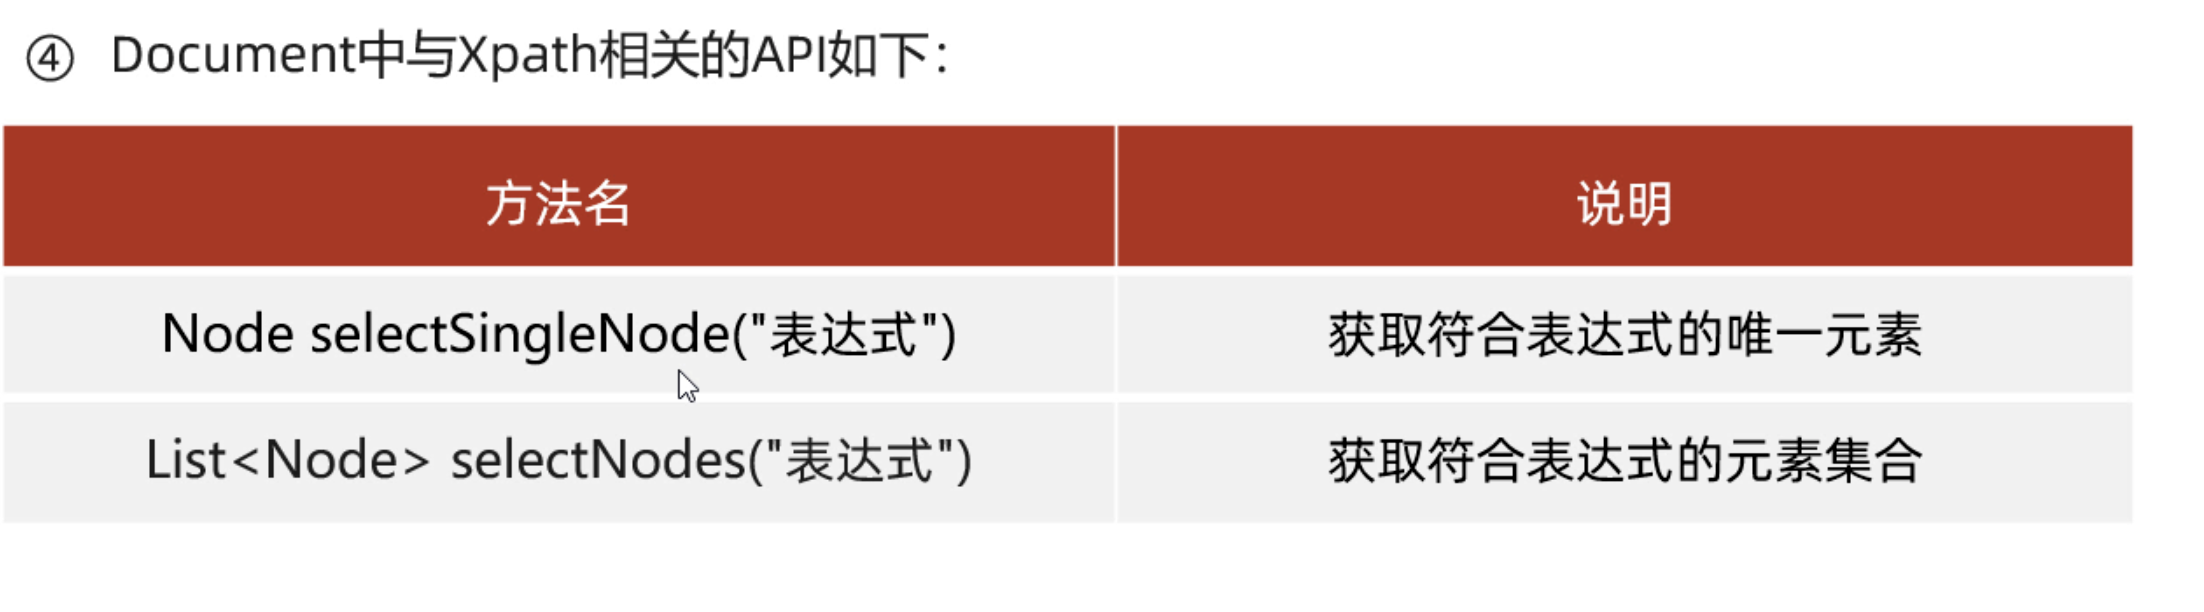 ④ Document中与Xpath相关的API如下：
方法名 说明
Node selectSingleNode("表达式") 获取符合表达式的唯一元素
List<Node> selectNodes("表达式") 获取符合表达式的元素集合